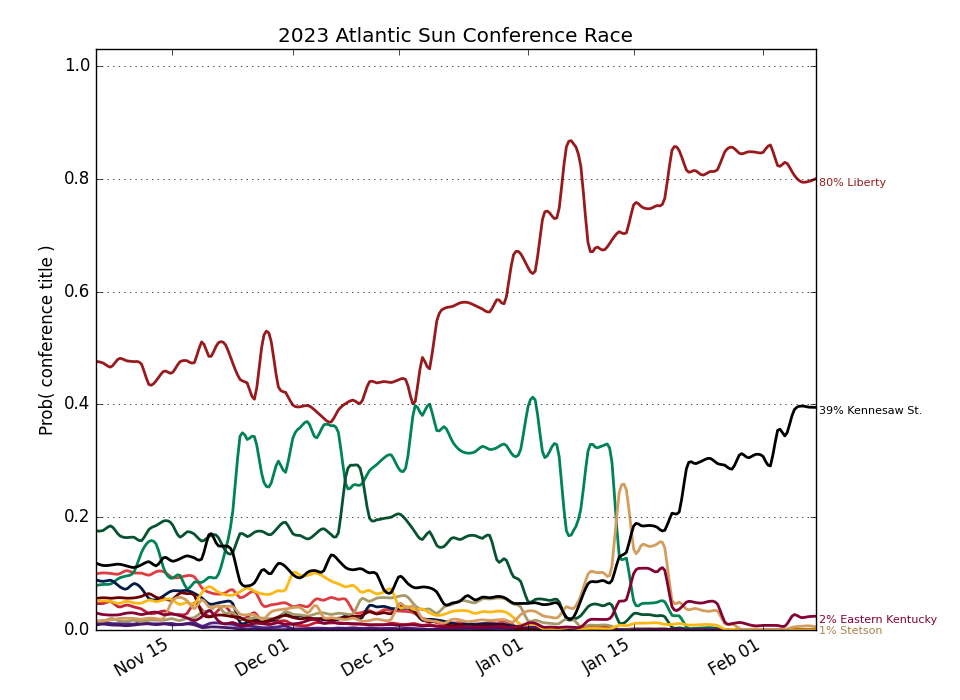 2023 Atlantic Sun Conference Race
Prob( conference title )
1.0
0.8
0.6
0.4
0.2
0.0
Nov 15
Dec 01
Dec 15
Jan 01
Jan 15
Feb 01
80% Liberty
39% Kennesaw St.
2% Eastern Kentucky
1% Stetson